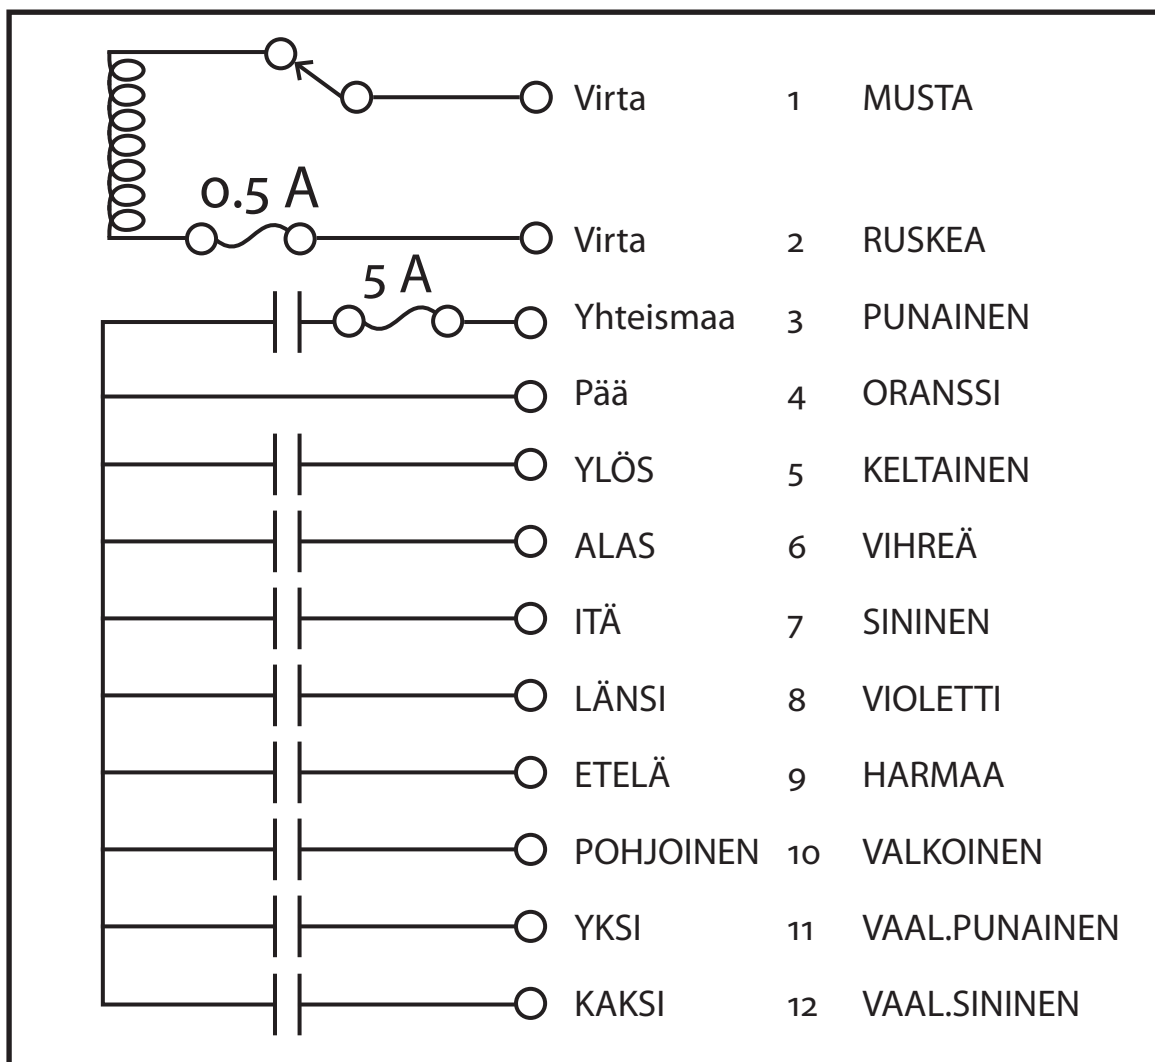 Virta 1 MUSTA
0.5 A
Virta 2 RUSKEA
5 A
Yhteismaa 3 PUNAINEN
Pää 4 ORANSSI
YLÖS 5 KELTAINEN
ALAS 6 VIHREÄ
ITÄ 7 SININEN
LÄNSI 8 VIOLETTI
ETELÄ 9 HARMAA
POHJOINEN 10 VALKOINEN
YKSI 11 VAAL.PUNAINEN
KAKSI 12 VAAL.SININEN